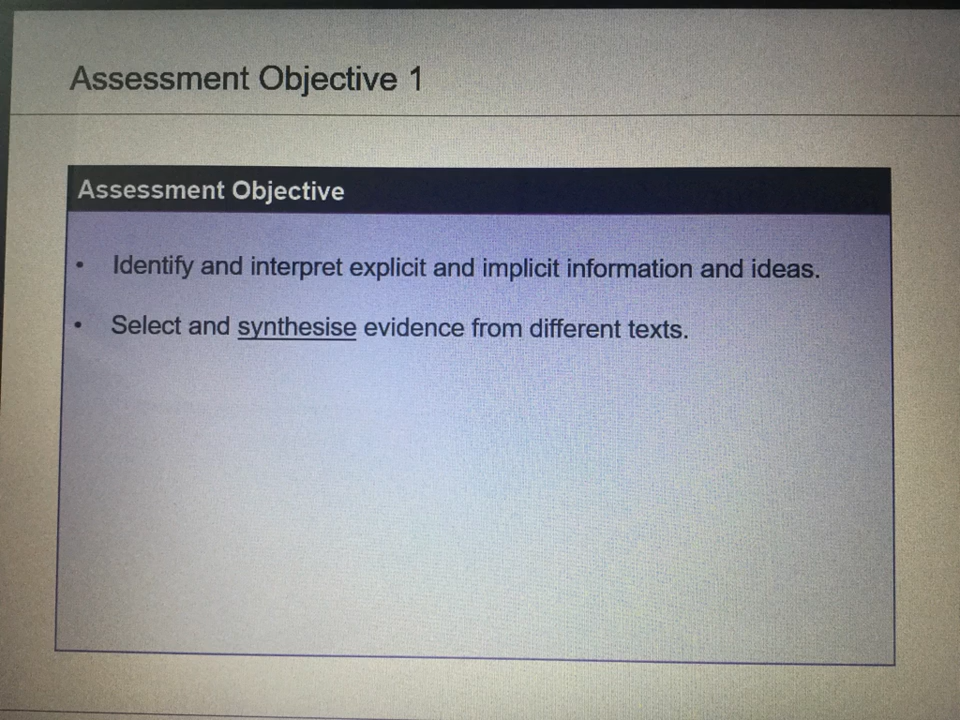 Assessment Objective 1
Assessment Objective
• Identify and interpret explicit and implicit information and ideas.
• Select and synthesise evidence from different texts.